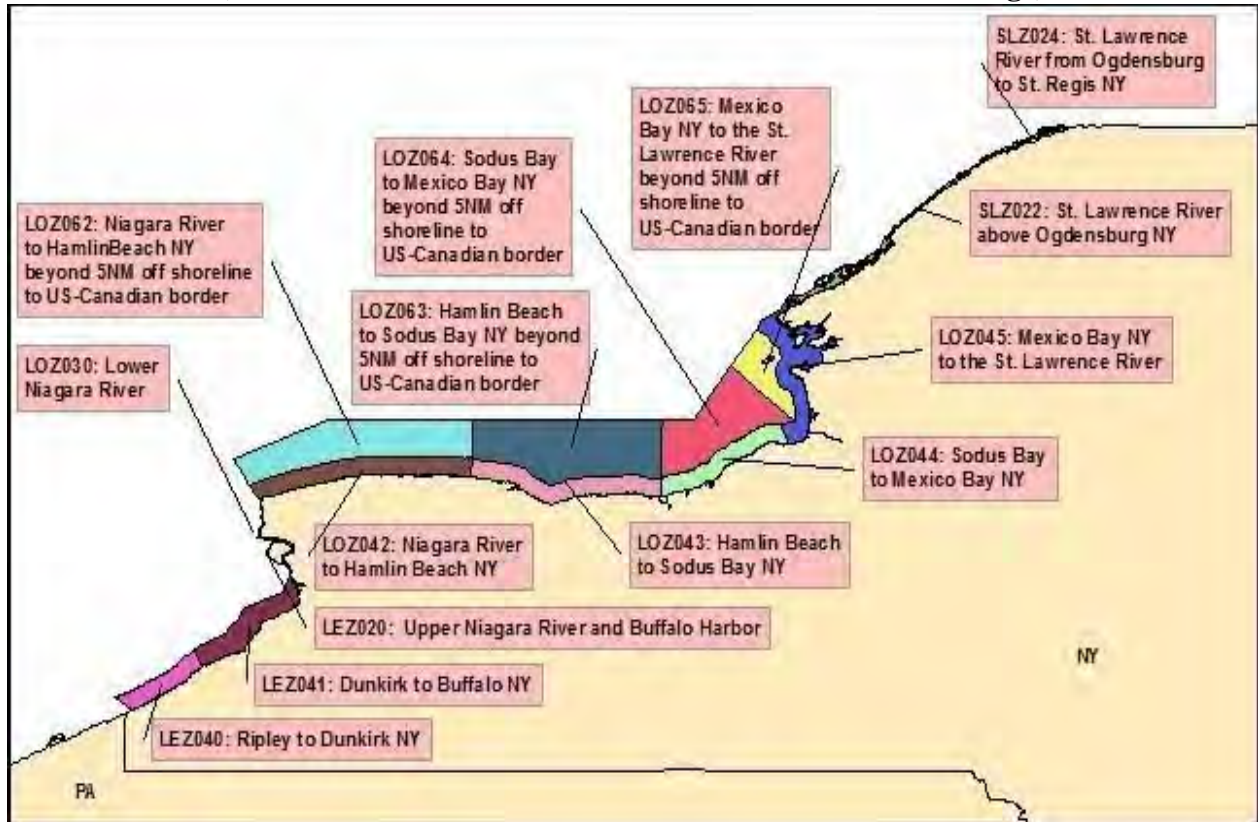 SLZ024: St. Lawrence
River from Ogdensburg
to St. Regis NY
LOZ065: Mexico
Bay NY to the St.
Lawrence River
beyond 5NM off
shoreline to
US-Canadian border
LOZ064: Sodus Bay
to Mexico Bay NY
beyond 5NM off
shoreline to
US-Canadian border
LOZ062: Niagara River
to HamlinBeach NY
beyond 5NM off shoreline
to US-Canadian border
SLZ022: St. Lawrence River
above Ogdensburg NY
LOZ063: Hamlin Beach
to Sodus Bay NY beyond
5NM off shoreline to
US-Canadian border
LOZ045: Mexico Bay NY
to the St. Lawrence River
LOZ030: Lower
Niagara River
LOZ044: Sodus Bay
to Mexico Bay NY
LOZ042: Niagara River
to Hamlin Beach NY
LOZ043: Hamlin Beach
to Sodus Bay NY
LEZ020: Upper Niagara River and Buffalo Harbor
NY
LEZ041: Dunkirk to Buffalo NY
LEZ040: Ripley to Dunkirk NY
PA